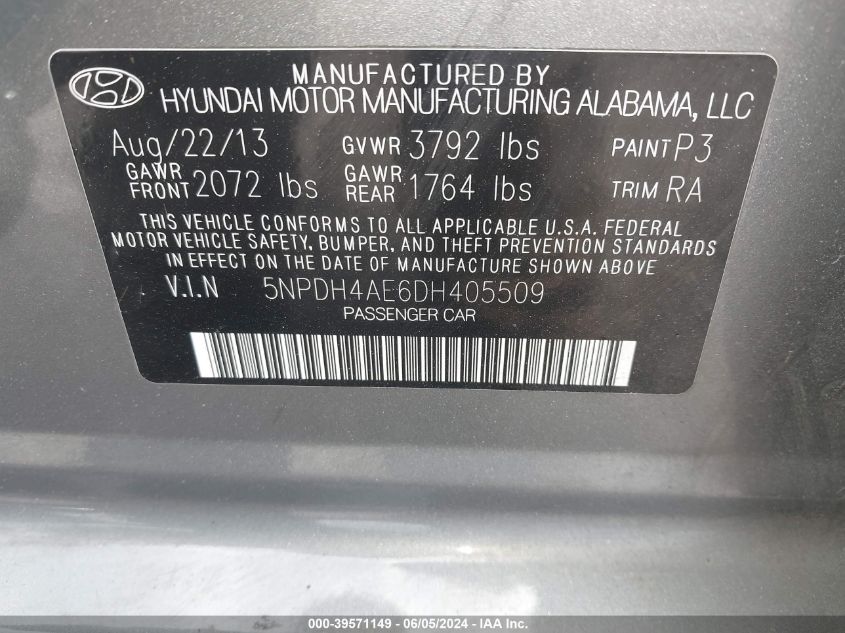 MANUFACTURED BY
HYUNDAI MOTOR MANUFACTURING ALABAMA, LLC
Aug/22/13 GVWR 3792 lbs PAINT P3
GAWR FRONT 2072 lbs GAWR REAR 1764 lbs TRIM RA
THIS VEHICLE CONFORMS TO ALL APPLICABLE U.S.A. FEDERAL
MOTOR VEHICLE SAFETY, BUMPER, AND THEFT PREVENTION STANDARDS
IN EFFECT ON THE DATE OF MANUFACTURE SHOWN ABOVE
V.I.N 5NPDH4AE6DH405509
PASSENGER CAR
000-39571149 - 06/05/2024 - IAA Inc.